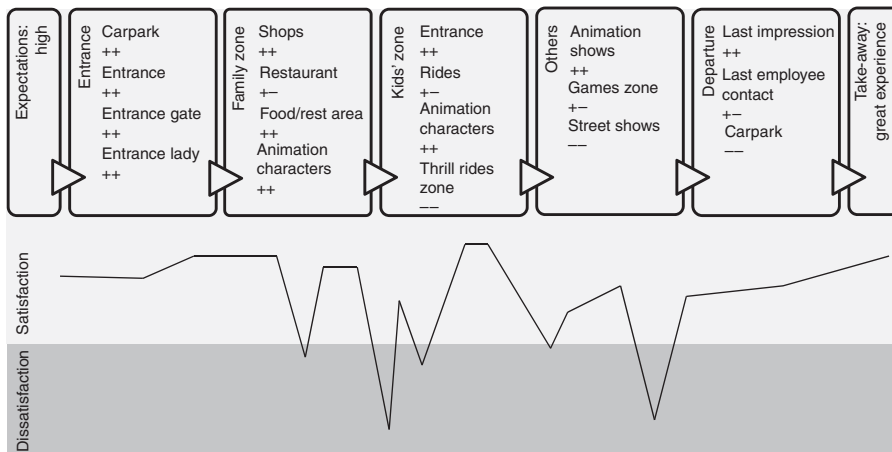 Expectations:
high
Entrance
Carpark
++
Entrance
++
Entrance gate
++
Entrance lady
++
Family zone
Shops
++
Restaurant
+−
Food/rest area
++
Animation
characters
++
Kids' zone
Entrance
++
Rides
+−
Animation
characters
++
Thrill rides
zone
−−
Others
Animation
shows
++
Games zone
+−
Street shows
−−
Departure
Last impression
++
Last employee
contact
+−
Carpark
−−
Take-away:
great experience
Satisfaction
Dissatisfaction